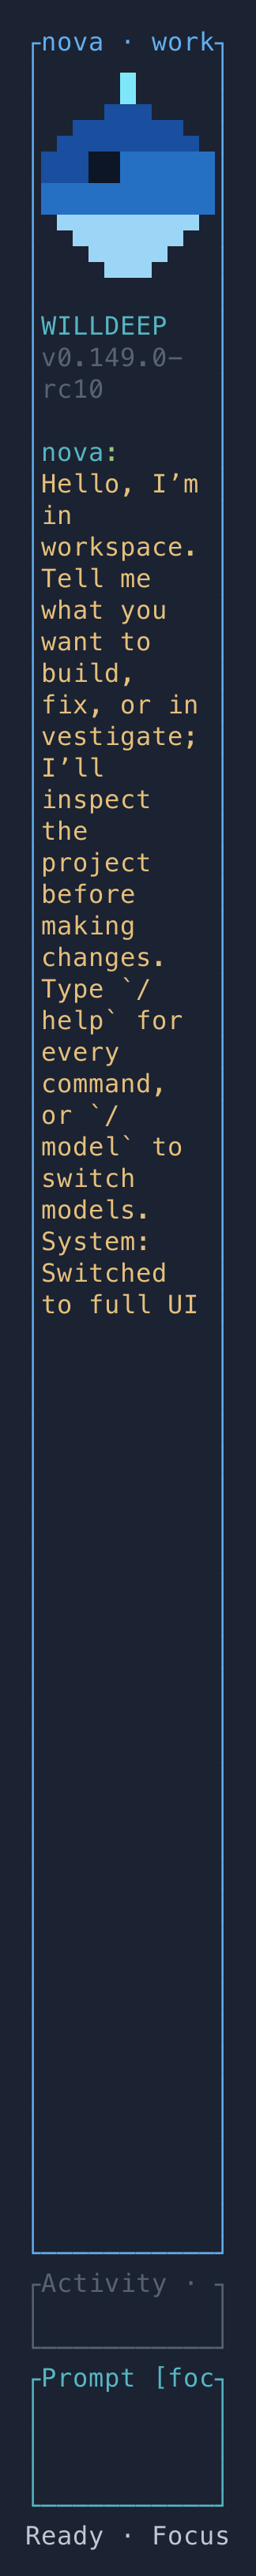 nova · work
WILLDEEP
v0.149.0-
rc10
nova:
Hello, I’m
in
workspace.
Tell me
what you
want to
build,
fix, or in
vestigate;
I’ll
inspect
the
project
before
making
changes.
Type `/
help` for
every
command,
or `/
model` to
switch
models.
System:
Switched
to full UI
Activity ·
Prompt [foc
Ready · Focus